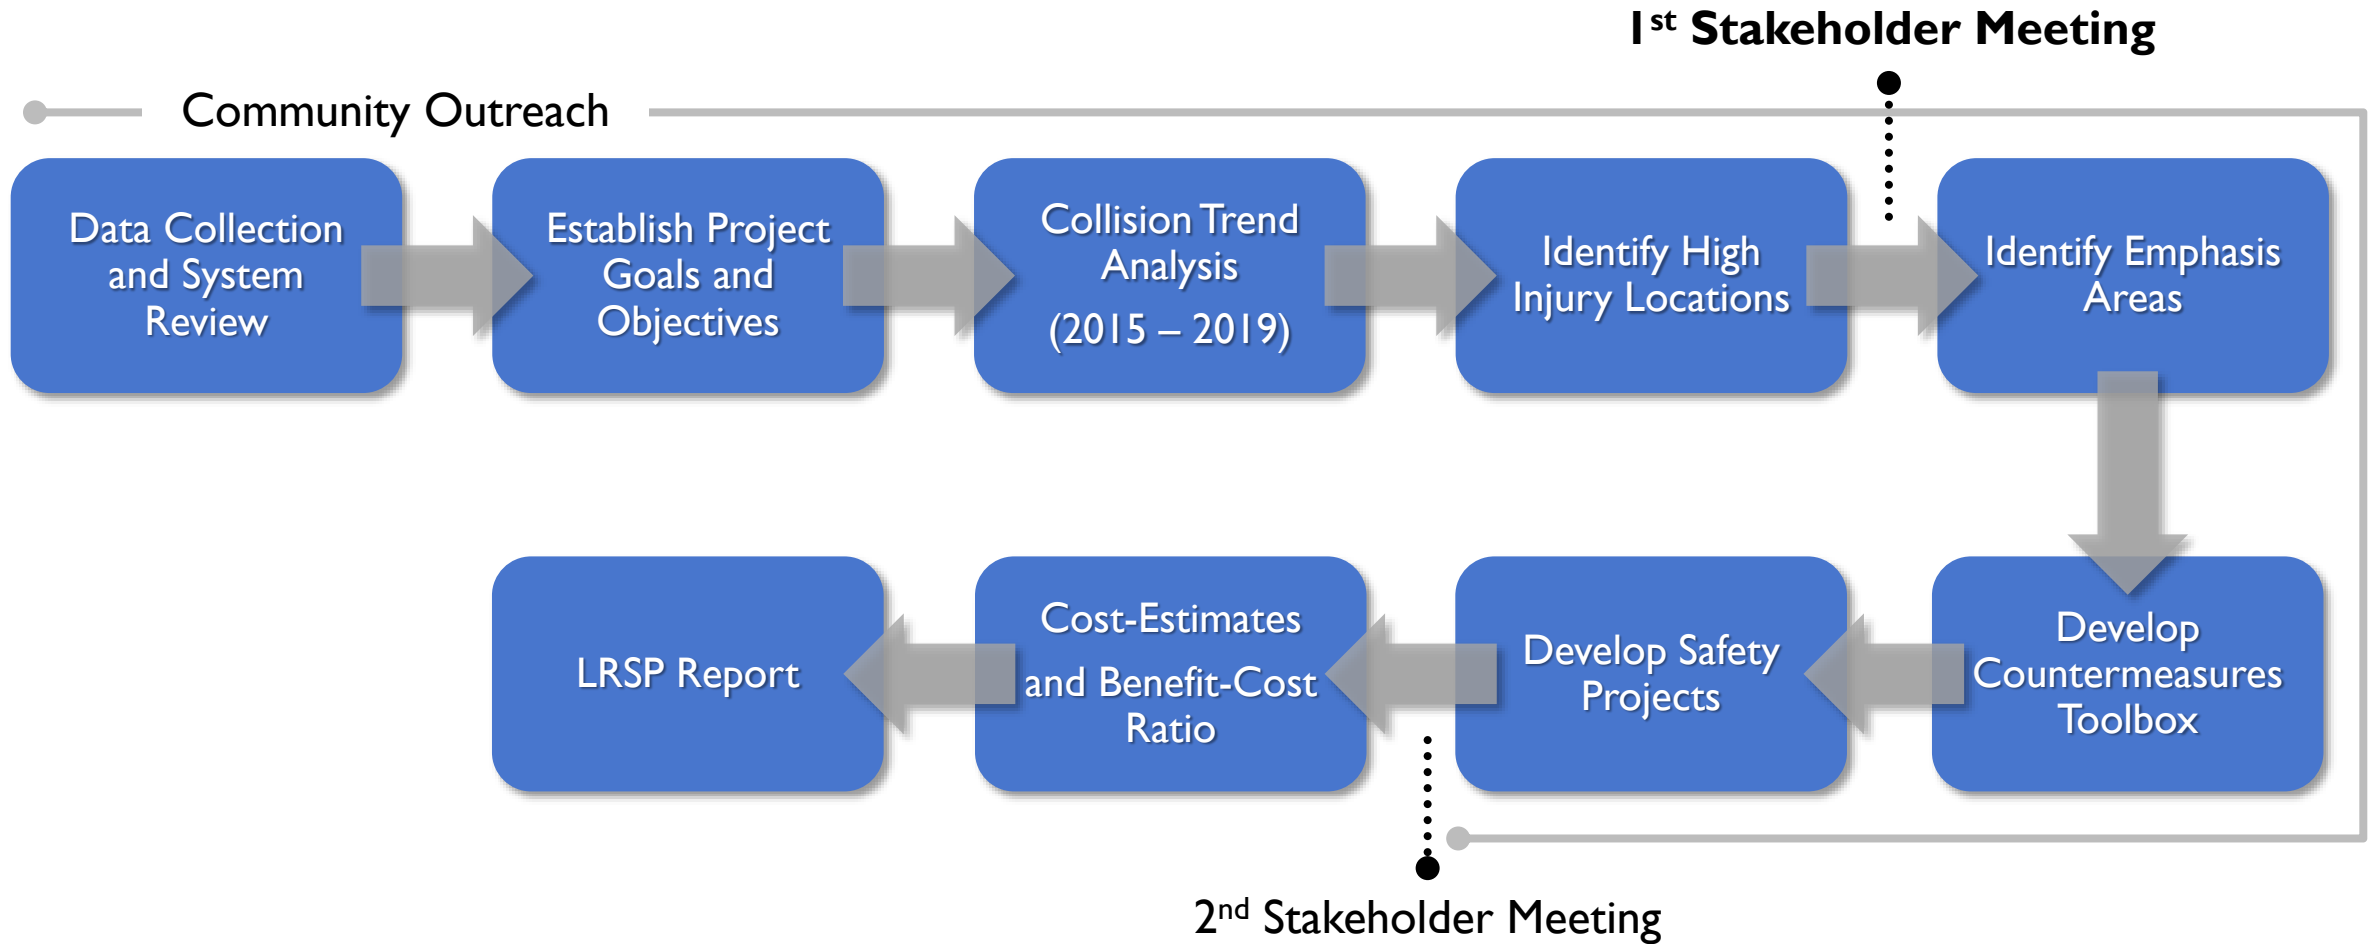 1st Stakeholder Meeting
Community Outreach
Data Collection
and System
Review
Establish Project
Goals and
Objectives
Collision Trend
Analysis
(2015 – 2019)
Identify High
Injury Locations
Identify Emphasis
Areas
Develop
Countermeasures
Toolbox
Develop Safety
Projects
Cost-Estimates
and Benefit-Cost
Ratio
LRSP Report
2nd Stakeholder Meeting